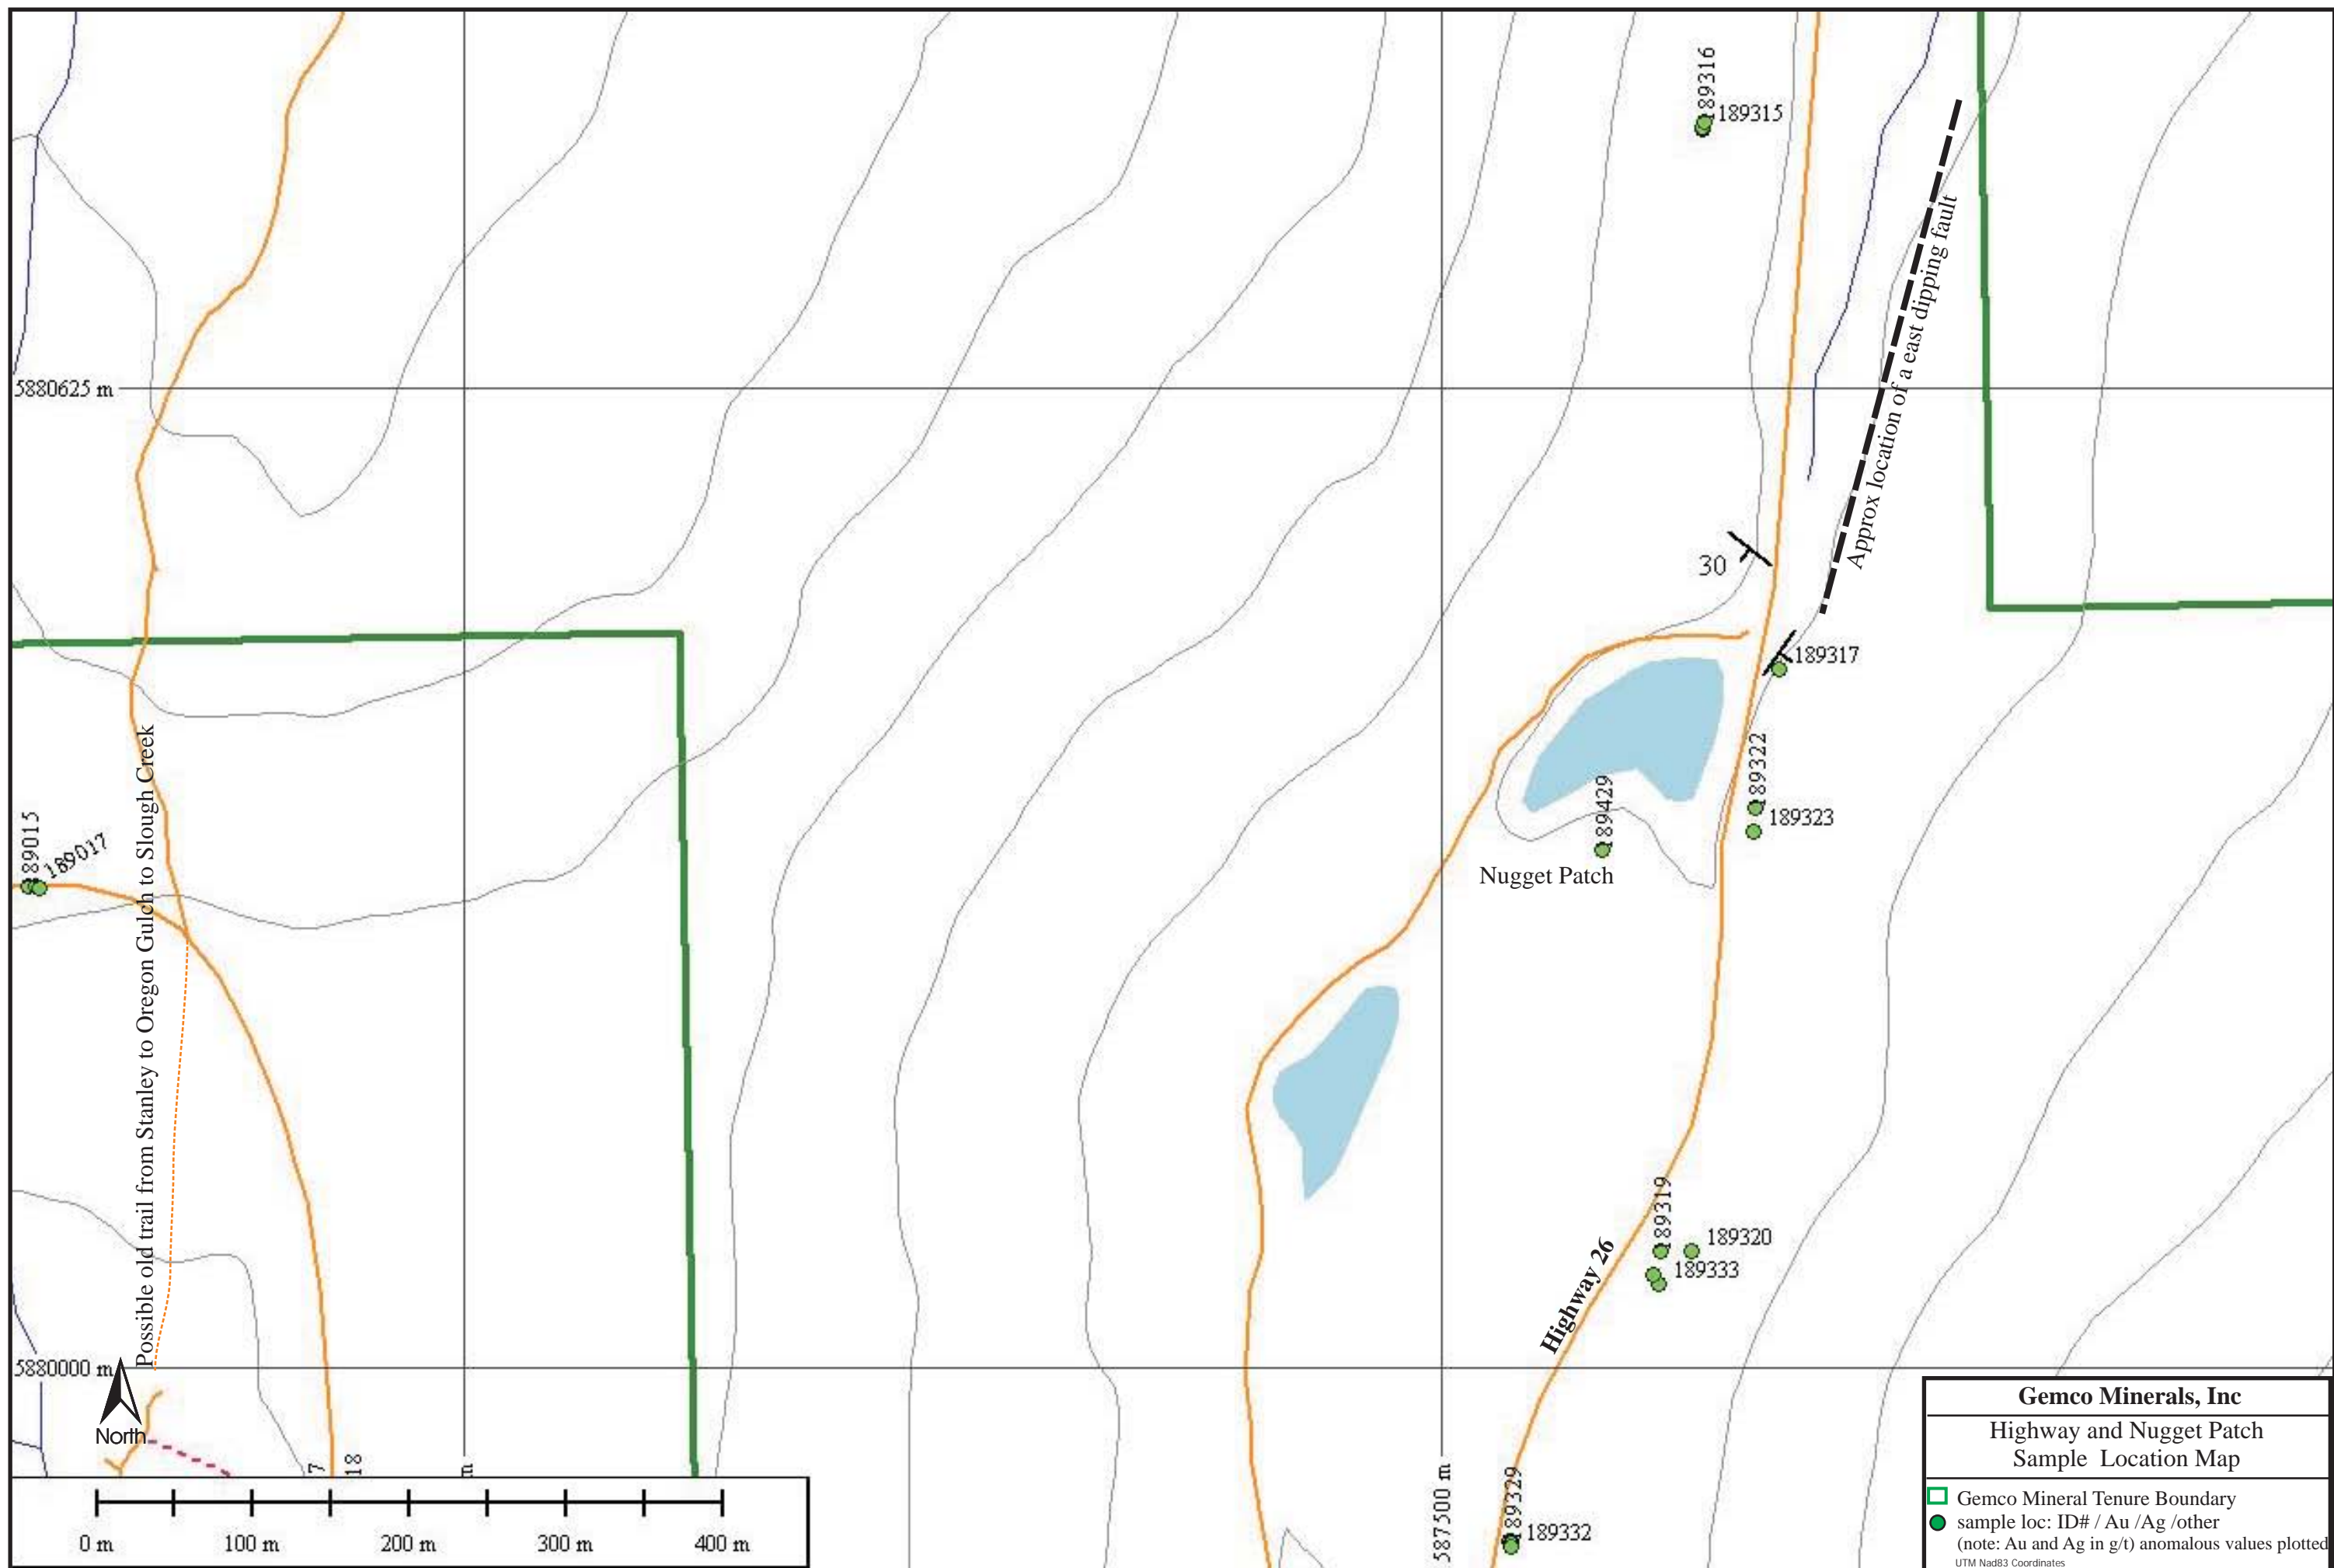 189316
189315
5880625 m
Approx location of a east dipping fault
30
189317
189322
189323
189429
Nugget Patch
89015
189017
Possible old trail from Stanley to Oregon Gulch to Slough Creek
189319
189320
189333
Highway 26
5880000 m
North
7
18
m
587500 m
189329
189332
0 m
100 m
200 m
300 m
400 m
Gemco Minerals, Inc
Highway and Nugget Patch
Sample Location Map
Gemco Mineral Tenure Boundary
sample loc: ID# / Au /Ag /other
(note: Au and Ag in g/t) anomalous values plotted
UTM Nad83 Coordinates